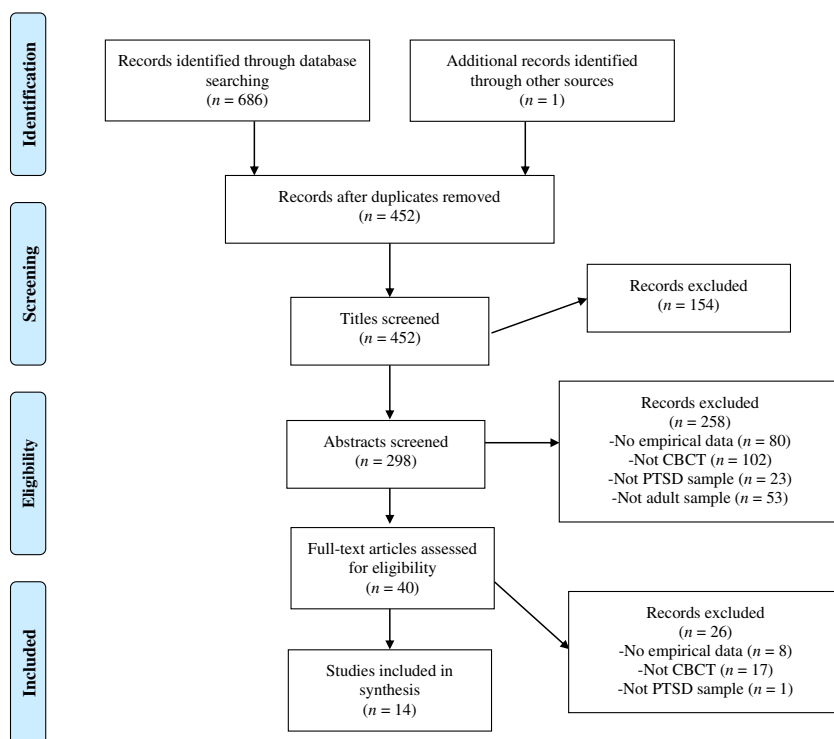 Identification
Records identified through database
searching
(n = 686)
Additional records identified
through other sources
(n = 1)
Records after duplicates removed
(n = 452)
Screening
Titles screened
(n = 452)
Records excluded
(n = 154)
Eligibility
Abstracts screened
(n = 298)
Records excluded
(n = 258)
-No empirical data (n = 80)
-Not CBCT (n = 102)
-Not PTSD sample (n = 23)
-Not adult sample (n = 53)
Full-text articles assessed
for eligibility
(n = 40)
Included
Records excluded
(n = 26)
-No empirical data (n = 8)
-Not CBCT (n = 17)
-Not PTSD sample (n = 1)
Studies included in
synthesis
(n = 14)